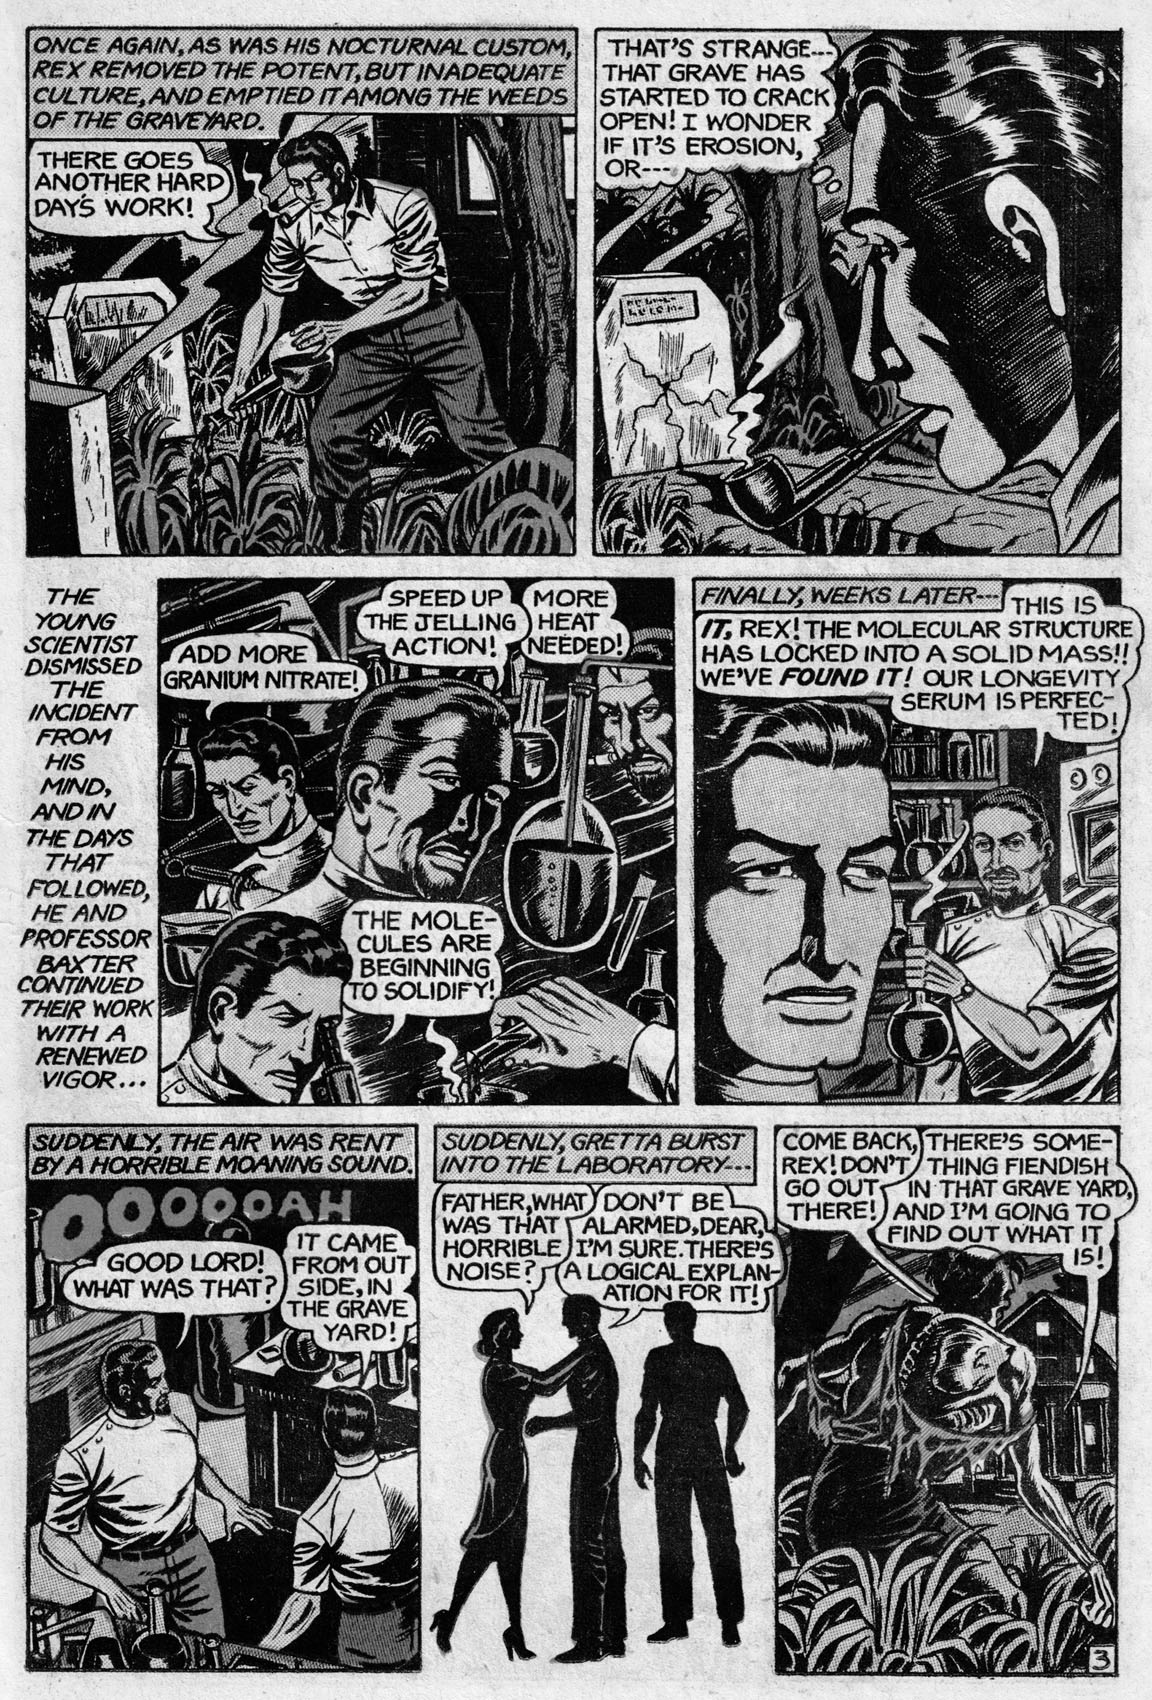 ONCE AGAIN, AS WAS HIS NOCTURNAL CUSTOM,
REX REMOVED THE POTENT, BUT INADEQUATE
CULTURE, AND EMPTIED IT AMONG THE WEEDS
OF THE GRAVEYARD.
THERE GOES
ANOTHER HARD
DAY'S WORK!
THAT'S STRANGE---
THAT GRAVE HAS
STARTED TO CRACK
OPEN! I WONDER
IF IT'S EROSION,
OR---
THE
YOUNG
SCIENTIST
DISMISSED
THE
INCIDENT
FROM
HIS
MIND,
AND IN
THE DAYS
THAT
FOLLOWED,
HE AND
PROFESSOR
BAXTER
CONTINUED
THEIR WORK
WITH A
RENEWED
VIGOR...
ADD MORE
GRANIUM NITRATE!
SPEED UP
THE JELLING
ACTION!
MORE
HEAT
NEEDED!
THE MOLE-
CULES ARE
BEGINNING
TO SOLIDIFY!
FINALLY, WEEKS LATER---
THIS IS
IT, REX! THE MOLECULAR STRUCTURE
HAS LOCKED INTO A SOLID MASS!!
WE'VE FOUND IT! OUR LONGEVITY
SERUM IS PERFEC-
TED!
SUDDENLY, THE AIR WAS RENT
BY A HORRIBLE MOANING SOUND.
OOOOOOAH
GOOD LORD!
WHAT WAS THAT?
IT CAME
FROM OUT
SIDE, IN
THE GRAVE
YARD!
SUDDENLY, GRETTA BURST
INTO THE LABORATORY---
FATHER, WHAT
WAS THAT
HORRIBLE
NOISE?
DON'T BE
ALARMED, DEAR,
I'M SURE. THERE'S
A LOGICAL EXPLAN-
ATION FOR IT!
COME BACK,
REX! DON'T
GO OUT
THERE!
THERE'S SOME-
THING FIENDISH
IN THAT GRAVE YARD,
AND I'M GOING TO
FIND OUT WHAT IT
IS!
3